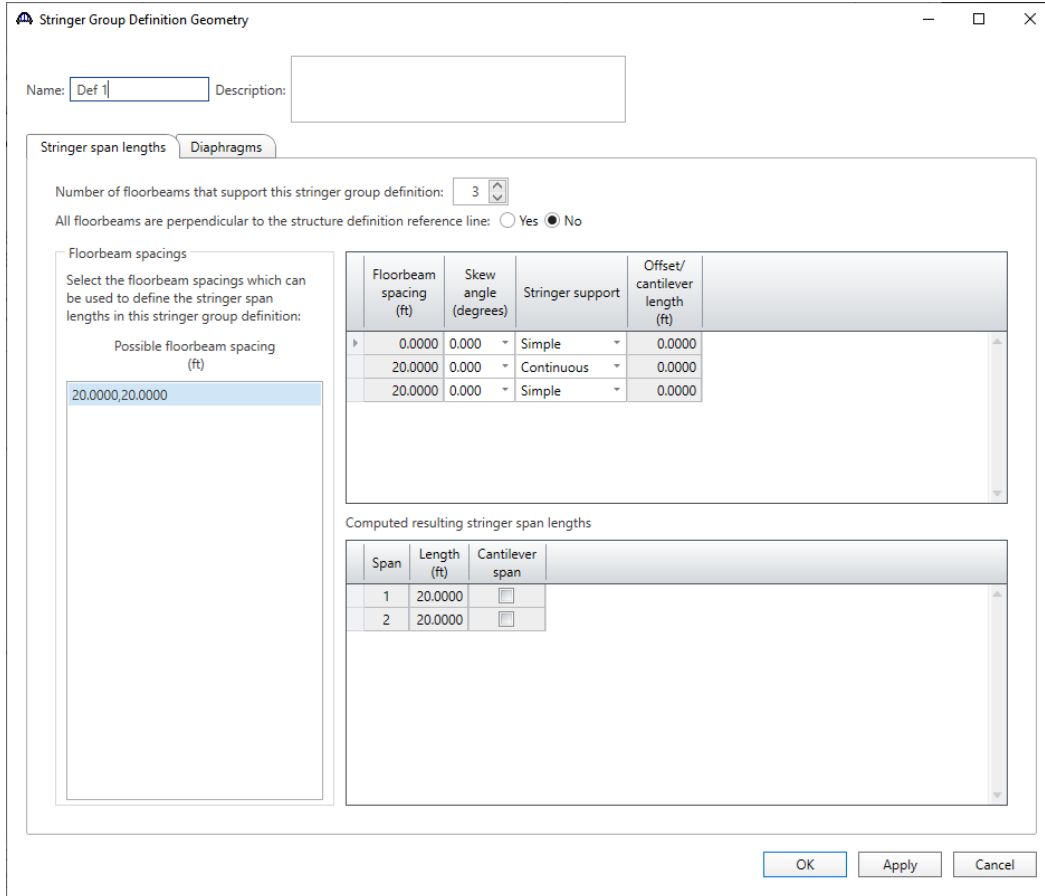 Stringer Group Definition Geometry
Name: Def 1 Description:
Stringer span lengths Diaphragms
Number of floorbeams that support this stringer group definition: 3
All floorbeams are perpendicular to the structure definition reference line: Yes No
Floorbeam spacings
Select the floorbeam spacings which can
be used to define the stringer span
lengths in this stringer group definition:
Possible floorbeam spacing
(ft)
20.0000,20.0000
Floorbeam spacing (ft) Skew angle (degrees) Stringer support Offset/ cantilever length (ft)
0.0000 0.000 Simple 0.0000
20.0000 0.000 Continuous 0.0000
20.0000 0.000 Simple 0.0000
Computed resulting stringer span lengths
Span Length (ft) Cantilever span
1 20.0000
2 20.0000
OK Apply Cancel